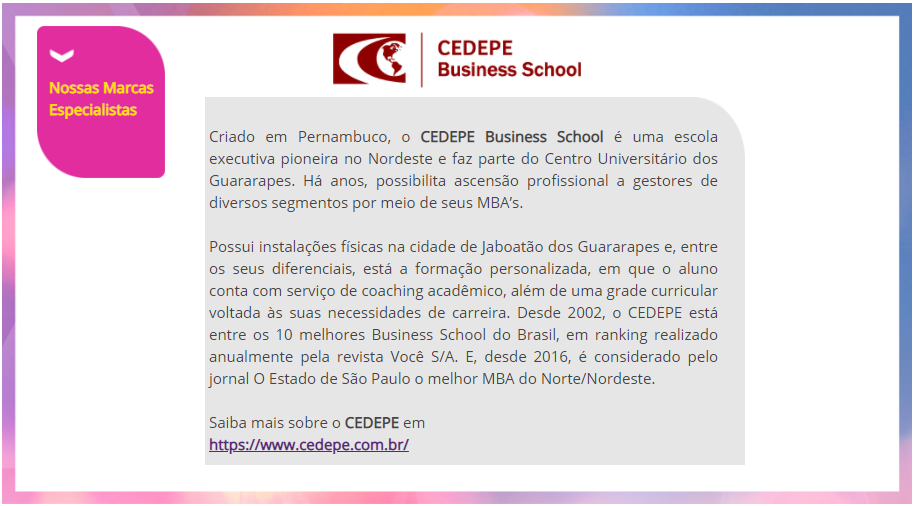 Nossas Marcas
Especialistas
CEDEPE
Business School
Criado em Pernambuco, o CEDEPE Business School é uma escola
executiva pioneira no Nordeste e faz parte do Centro Universitário dos
Guararapes. Há anos, possibilita ascensão profissional a gestores de
diversos segmentos por meio de seus MBA’s.
Possui instalações físicas na cidade de Jaboatão dos Guararapes e, entre
os seus diferenciais, está a formação personalizada, em que o aluno
conta com serviço de coaching acadêmico, além de uma grade curricular
voltada às suas necessidades de carreira. Desde 2002, o CEDEPE está
entre os 10 melhores Business School do Brasil, em ranking realizado
anualmente pela revista Você S/A. E, desde 2016, é considerado pelo
jornal O Estado de São Paulo o melhor MBA do Norte/Nordeste.
Saiba mais sobre o CEDEPE em
https://www.cedepe.com.br/